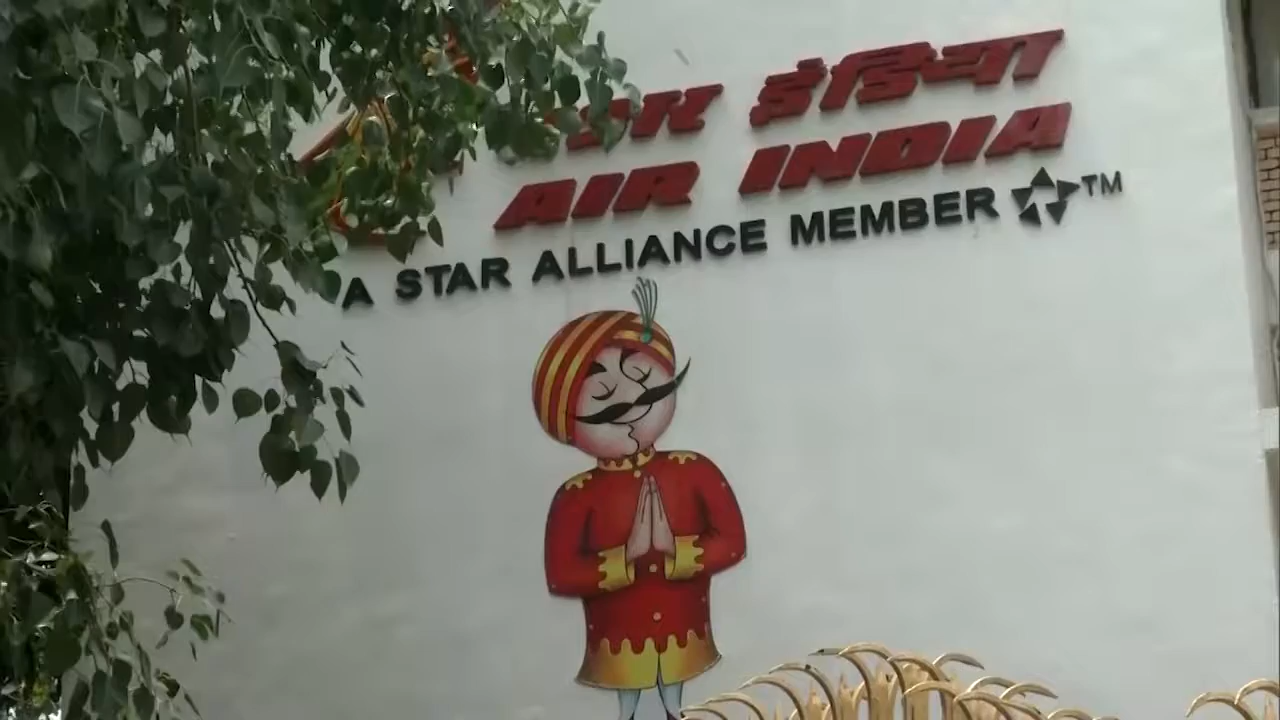 इंडिया
AIR INDIA
A STAR ALLIANCE MEMBER TM